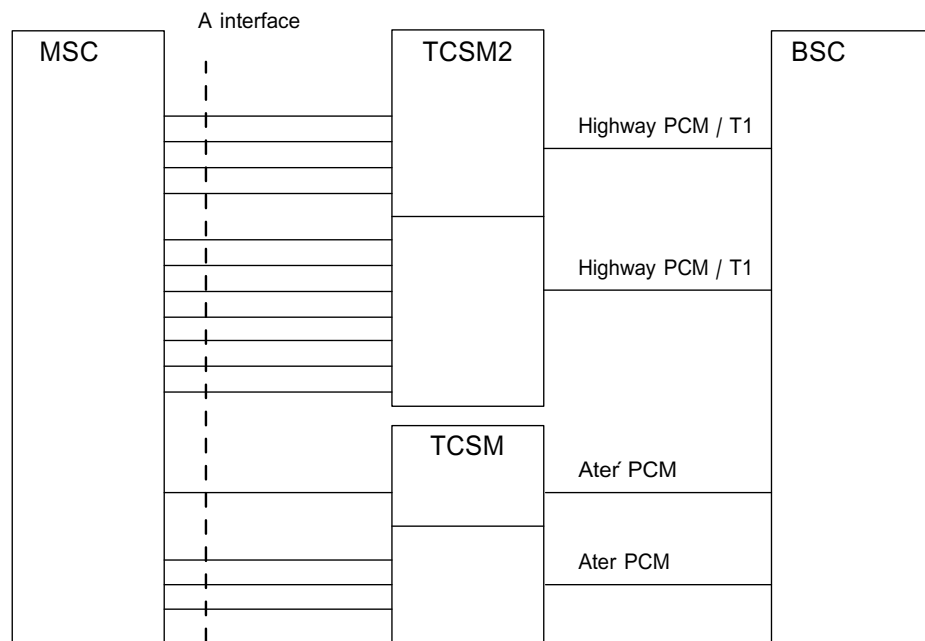 A interface
MSC
TCSM2
BSC
Highway PCM / T1
Highway PCM / T1
TCSM
Ater´ PCM
Ater PCM